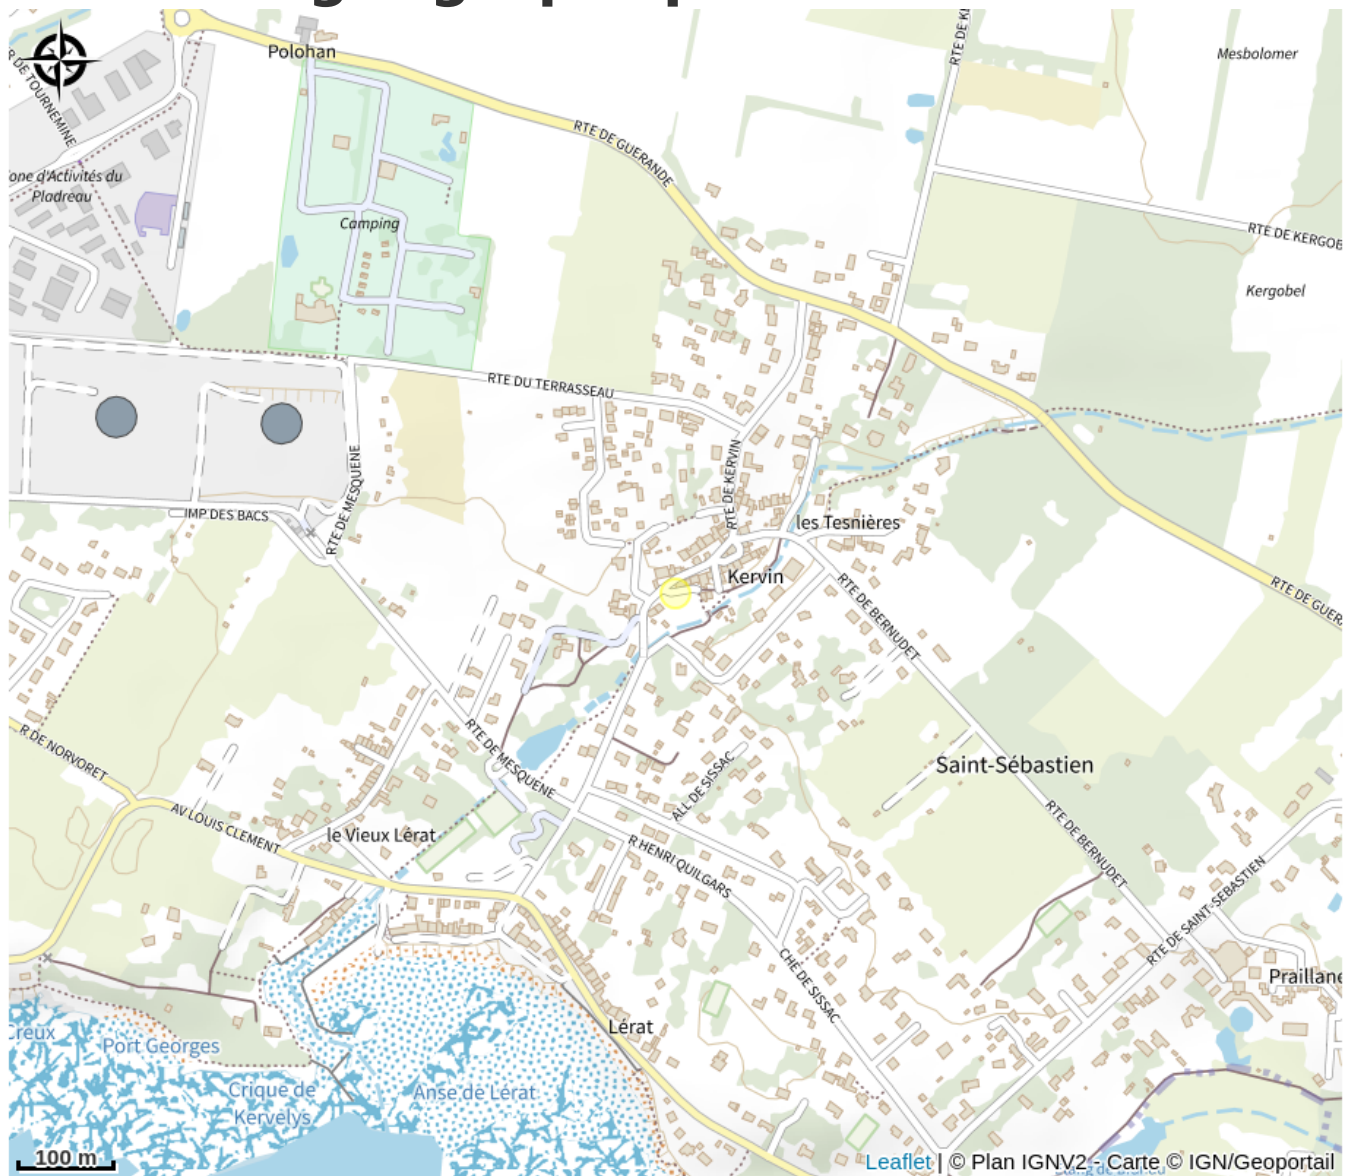 Polohan
RTE DE KE
Mesbolomer
R DE TOURNEMINE
RTE DE GUERANDE
one d'Activités du
Pladreau
Camping
RTE DE KERGOB
Kergobel
RTE DU TERRASSEAU
RTE DE KERVIN
RTE DE MESQUENE
IMP DES BACS
les Tesnières
Kervin
RTE DE BERNUDET
RTE DE GUER
R DE NORVORET
RTE DE MESQUENE
ALL DE SISSAC
Saint-Sébastien
AV LOUIS CLEMENT
le Vieux Lérat
R HENRI QUILGARS
RTE DE BERNUDET
RTE DE SAINT-SEBASTIEN
CHE DE SISSAC
Praillane
Lérat
Creux
Port Georges
Crique de
Kervelys
Anse de Lérat
100 m
Leaflet | © Plan IGNV2 - Carte © IGN/Geoportail